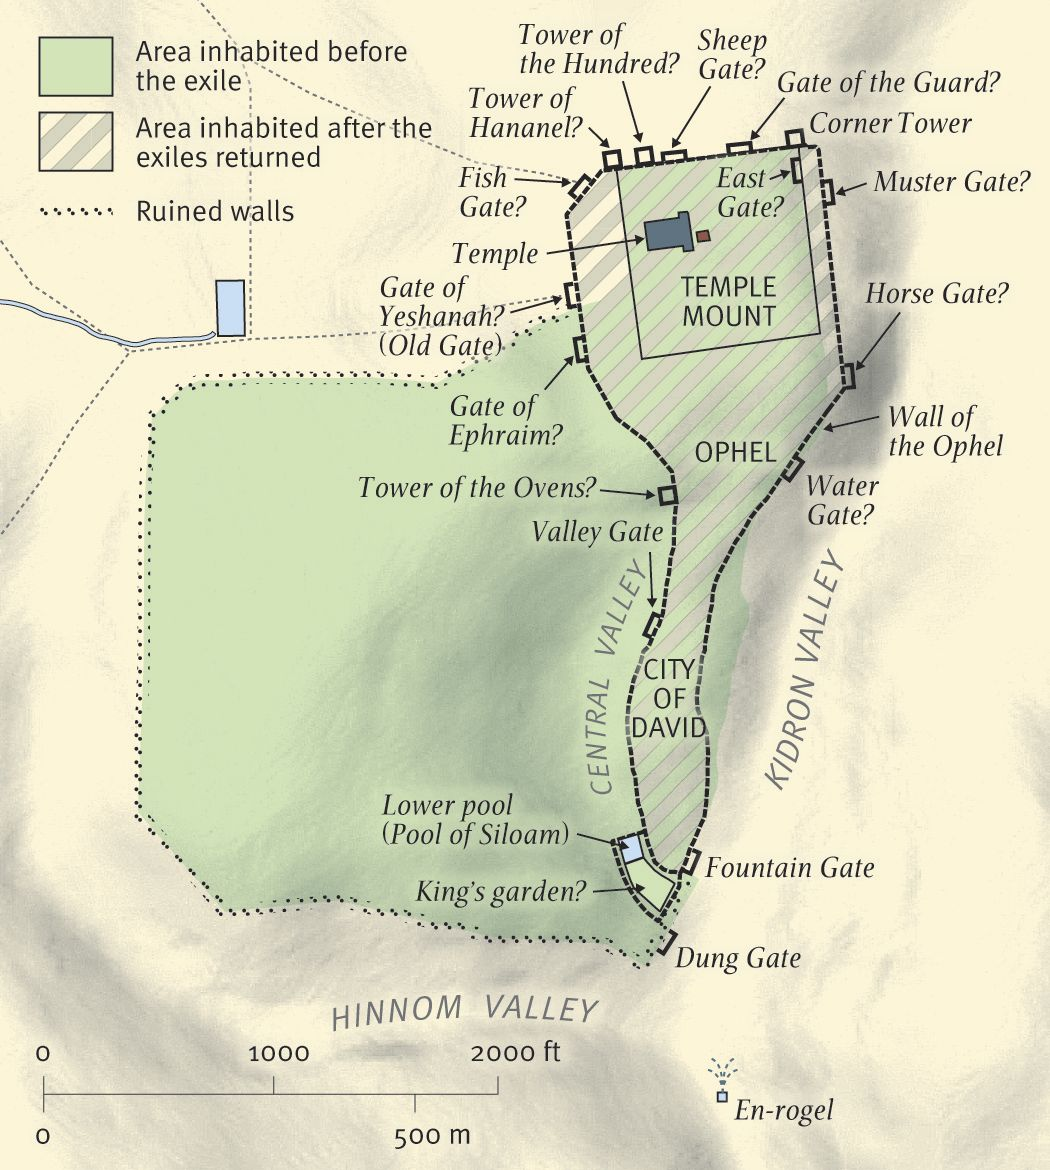 Area inhabited before
the exile
Area inhabited after the
exiles returned
Ruined walls
Tower of
the Hundred?
Sheep
Gate?
Gate of the Guard?
Tower of
Hananel?
Corner Tower
Fish
Gate?
East
Gate?
Muster Gate?
Temple
TEMPLE
MOUNT
Gate of
Yeshanah?
(Old Gate)
Horse Gate?
Gate of
Ephraim?
Wall of
the Ophel
OPHEL
Tower of the Ovens?
Water
Gate?
Valley Gate
CENTRAL VALLEY
KIDRON VALLEY
CITY
OF
DAVID
Lower pool
(Pool of Siloam)
Fountain Gate
King's garden?
Dung Gate
HINNOM VALLEY
0 1000 2000 ft
0 500 m
En-rogel